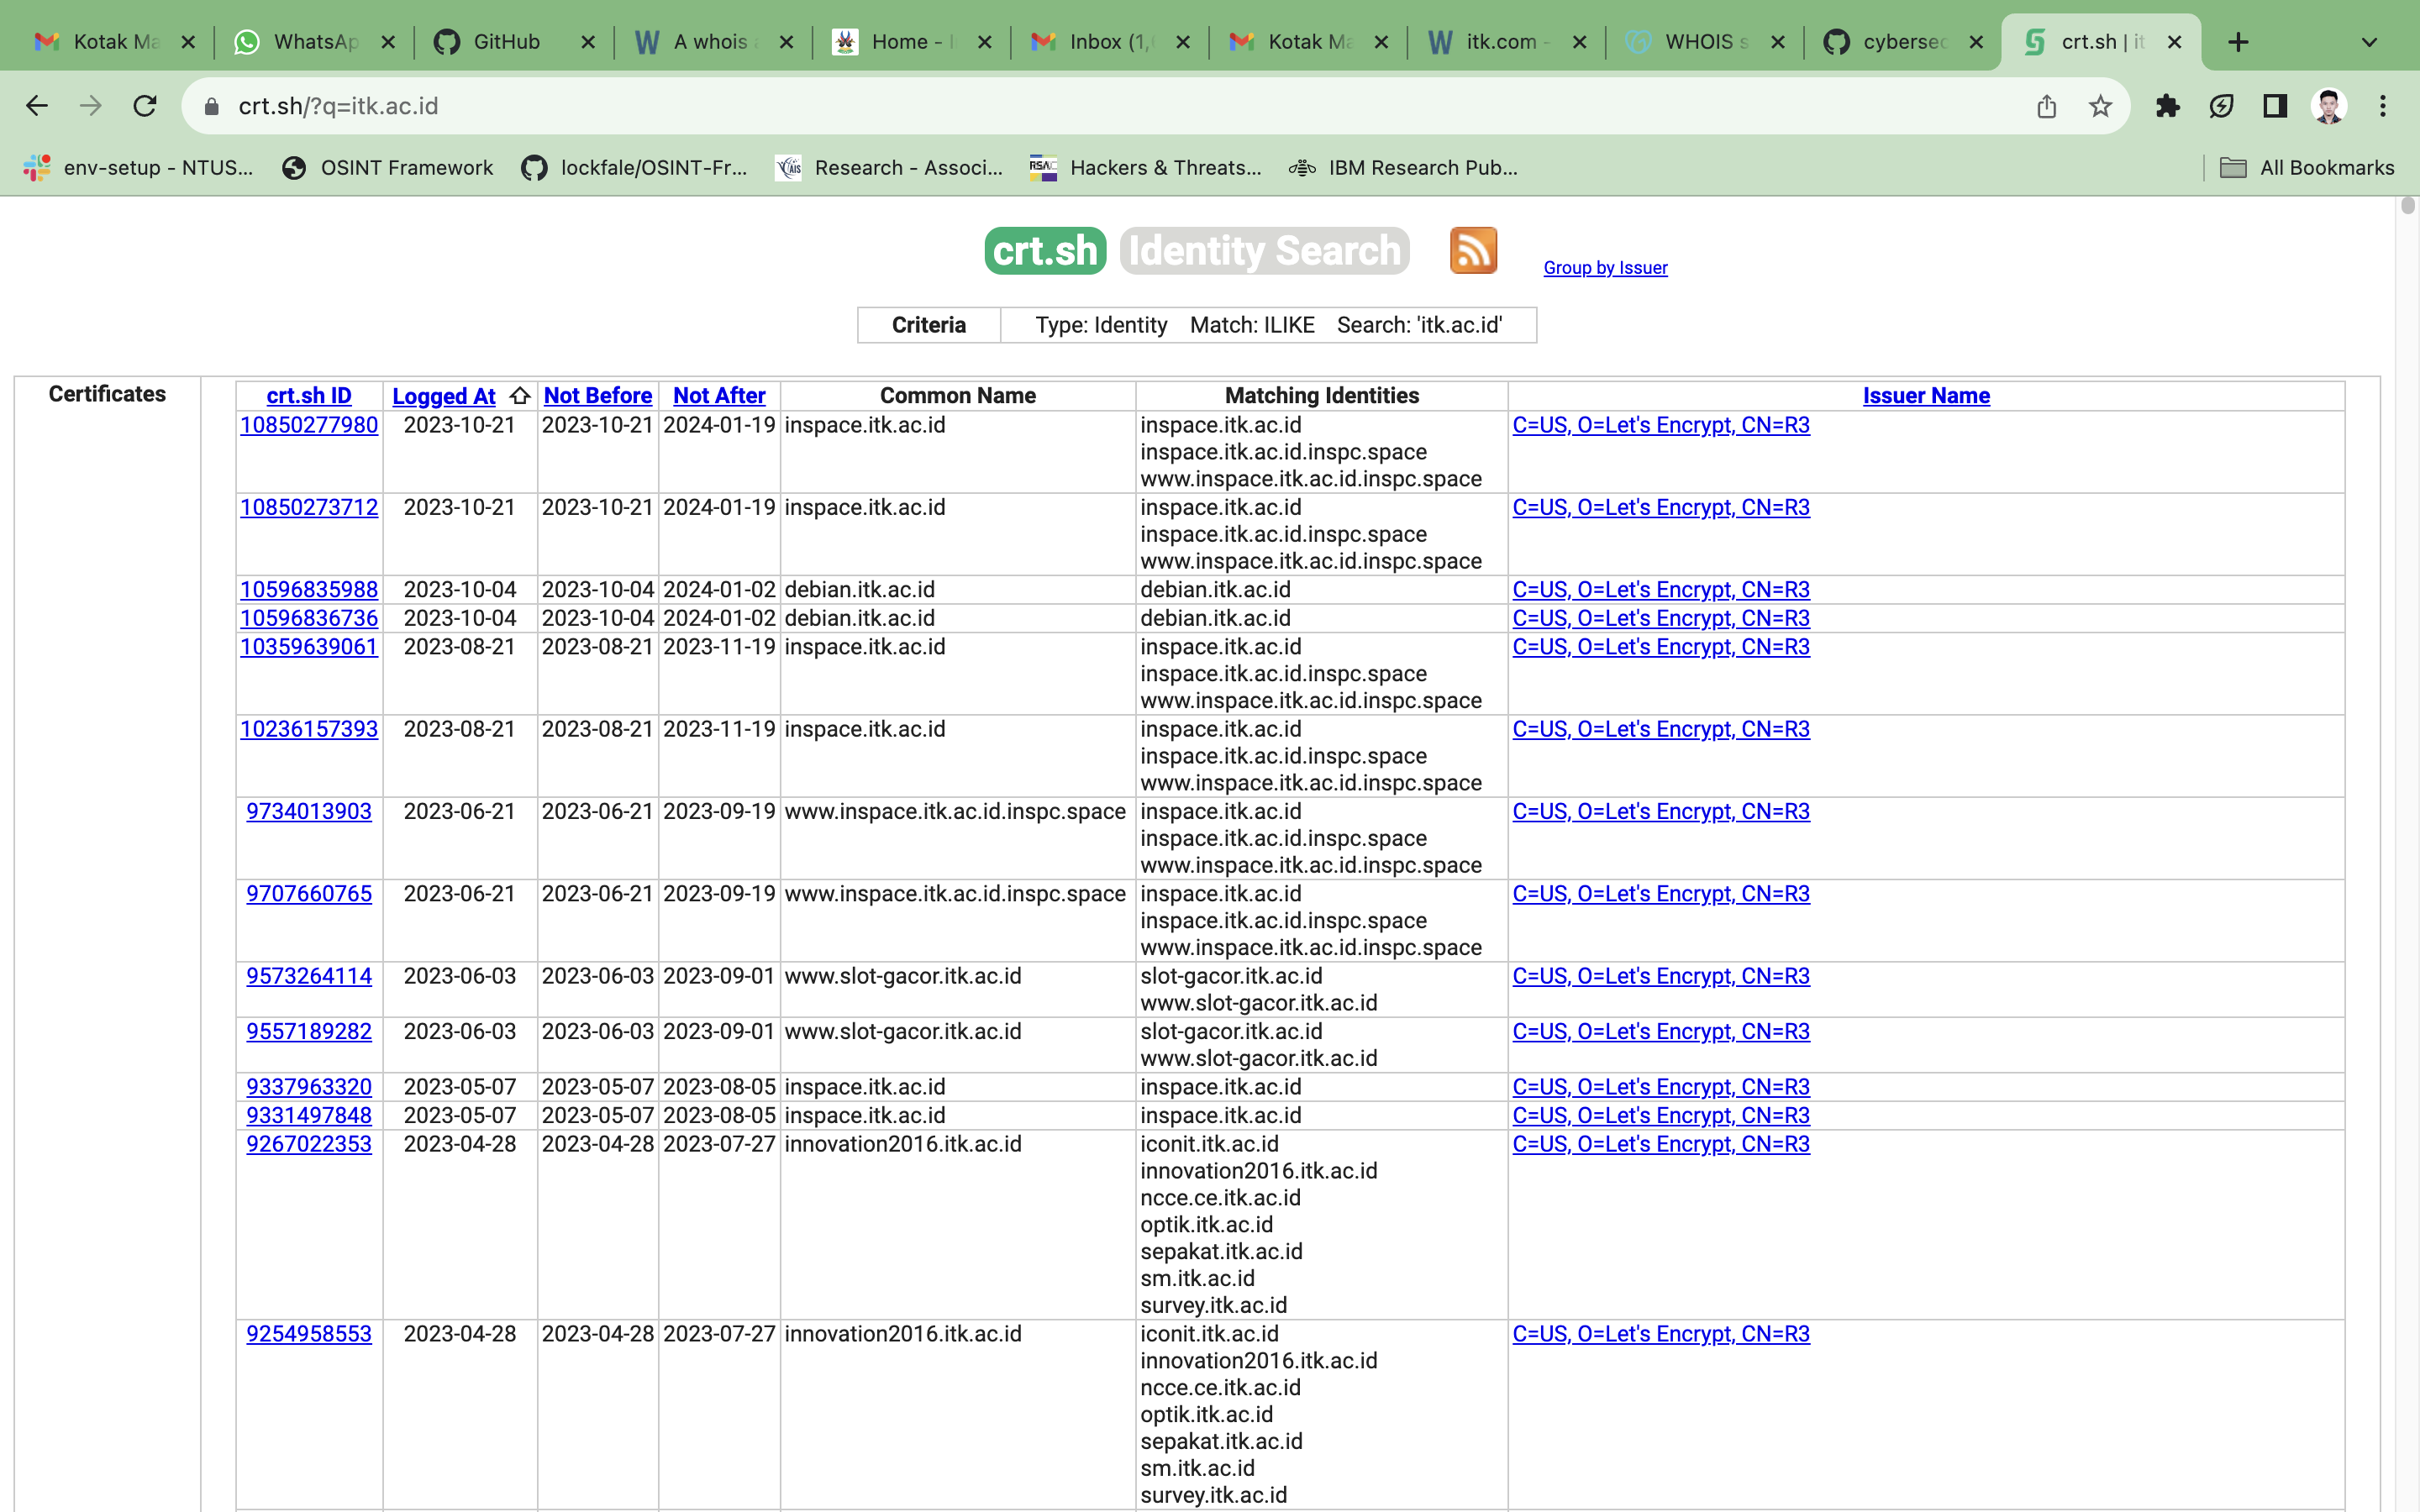 Kotak Ma
WhatsAp
GitHub
A whois
Home -
Inbox (1,
Kotak Ma
itk.com -
WHOIS s
cybersec
crt.sh | it
crt.sh/?q=itk.ac.id
env-setup - NTUS...
OSINT Framework
lockfale/OSINT-Fr...
Research - Associ...
Hackers & Threats...
IBM Research Pub...
All Bookmarks
crt.sh Identity Search
Group by Issuer
Criteria Type: Identity Match: ILIKE Search: 'itk.ac.id'
Certificates
crt.sh ID Logged At Not Before Not After Common Name Matching Identities Issuer Name
10850277980 2023-10-21 2023-10-21 2024-01-19 inspace.itk.ac.id inspace.itk.ac.id C=US, O=Let's Encrypt, CN=R3
inspace.itk.ac.id.inspc.space
www.inspace.itk.ac.id.inspc.space
10850273712 2023-10-21 2023-10-21 2024-01-19 inspace.itk.ac.id inspace.itk.ac.id C=US, O=Let's Encrypt, CN=R3
inspace.itk.ac.id.inspc.space
www.inspace.itk.ac.id.inspc.space
10596835988 2023-10-04 2023-10-04 2024-01-02 debian.itk.ac.id debian.itk.ac.id C=US, O=Let's Encrypt, CN=R3
10596836736 2023-10-04 2023-10-04 2024-01-02 debian.itk.ac.id debian.itk.ac.id C=US, O=Let's Encrypt, CN=R3
10359639061 2023-08-21 2023-08-21 2023-11-19 inspace.itk.ac.id inspace.itk.ac.id C=US, O=Let's Encrypt, CN=R3
inspace.itk.ac.id.inspc.space
www.inspace.itk.ac.id.inspc.space
10236157393 2023-08-21 2023-08-21 2023-11-19 inspace.itk.ac.id inspace.itk.ac.id C=US, O=Let's Encrypt, CN=R3
inspace.itk.ac.id.inspc.space
www.inspace.itk.ac.id.inspc.space
9734013903 2023-06-21 2023-06-21 2023-09-19 www.inspace.itk.ac.id.inspc.space inspace.itk.ac.id C=US, O=Let's Encrypt, CN=R3
inspace.itk.ac.id.inspc.space
www.inspace.itk.ac.id.inspc.space
9707660765 2023-06-21 2023-06-21 2023-09-19 www.inspace.itk.ac.id.inspc.space inspace.itk.ac.id C=US, O=Let's Encrypt, CN=R3
inspace.itk.ac.id.inspc.space
www.inspace.itk.ac.id.inspc.space
9573264114 2023-06-03 2023-06-03 2023-09-01 www.slot-gacor.itk.ac.id slot-gacor.itk.ac.id C=US, O=Let's Encrypt, CN=R3
www.slot-gacor.itk.ac.id
9557189282 2023-06-03 2023-06-03 2023-09-01 www.slot-gacor.itk.ac.id slot-gacor.itk.ac.id C=US, O=Let's Encrypt, CN=R3
www.slot-gacor.itk.ac.id
9337963320 2023-05-07 2023-05-07 2023-08-05 inspace.itk.ac.id inspace.itk.ac.id C=US, O=Let's Encrypt, CN=R3
9331497848 2023-05-07 2023-05-07 2023-08-05 inspace.itk.ac.id inspace.itk.ac.id C=US, O=Let's Encrypt, CN=R3
9267022353 2023-04-28 2023-04-28 2023-07-27 innovation2016.itk.ac.id iconit.itk.ac.id C=US, O=Let's Encrypt, CN=R3
innovation2016.itk.ac.id
ncce.ce.itk.ac.id
optik.itk.ac.id
sepakat.itk.ac.id
sm.itk.ac.id
survey.itk.ac.id
9254958553 2023-04-28 2023-04-28 2023-07-27 innovation2016.itk.ac.id iconit.itk.ac.id C=US, O=Let's Encrypt, CN=R3
innovation2016.itk.ac.id
ncce.ce.itk.ac.id
optik.itk.ac.id
sepakat.itk.ac.id
sm.itk.ac.id
survey.itk.ac.id